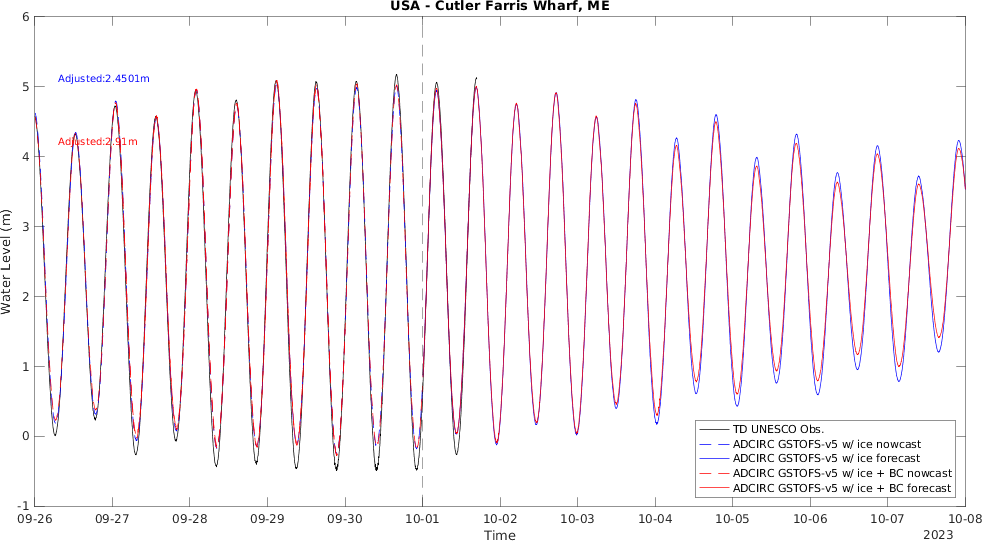 USA - Cutler Farris Wharf, ME
6
5
4
3
2
1
0
-1
Water Level (m)
Adjusted:2.4501m
Adjusted:2.91m
TD UNESCO Obs.
ADCIRC GSTOFS-v5 w/ ice nowcast
ADCIRC GSTOFS-v5 w/ ice forecast
ADCIRC GSTOFS-v5 w/ ice + BC nowcast
ADCIRC GSTOFS-v5 w/ ice + BC forecast
09-26 09-27 09-28 09-29 09-30 10-01 10-02 10-03 10-04 10-05 10-06 10-07 10-08
Time
2023